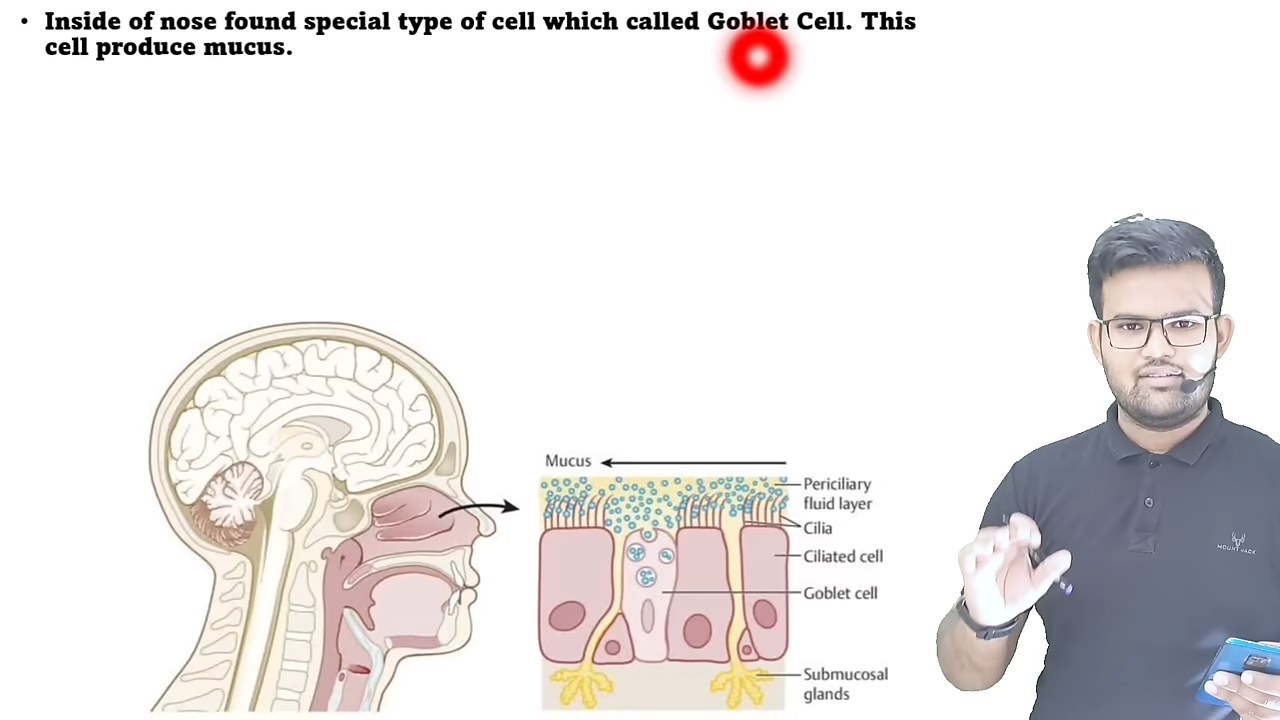 • Inside of nose found special type of cell which called Goblet Cell. This
cell produce mucus.
Mucus
Periciliary
fluid layer
Cilia
Ciliated cell
Goblet cell
Submucosal
glands
MOUNTJACK